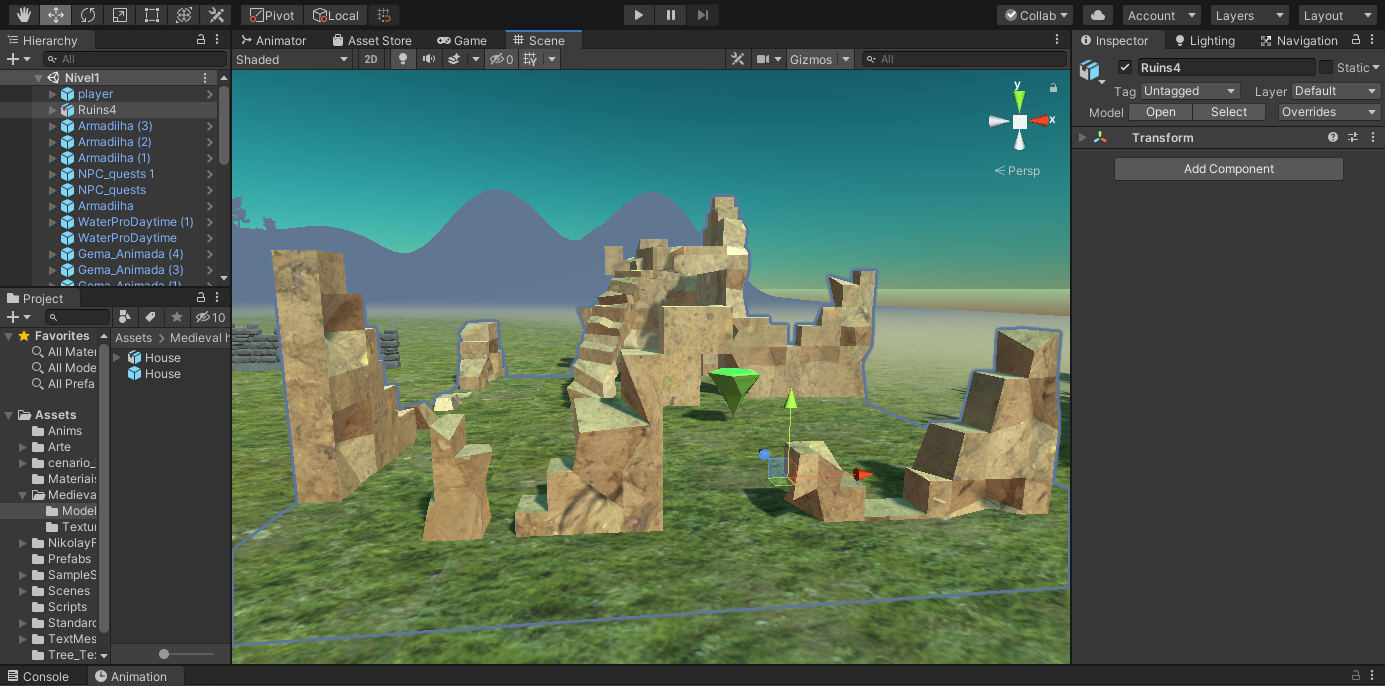 Pivot Local Collab Account Layers Layout
Hierarchy Animator Asset Store Game Scene Inspector Lighting Navigation
All Shaded 2D 0 Gizmos All
Nivel1
player
Ruins4
Armadilha (3)
Armadilha (2)
Armadilha (1)
NPC_quests 1
NPC_quests
Armadilha
WaterProDaytime (1)
WaterProDaytime
Gema_Animada (4)
Gema_Animada (3)
Gema_Animada (1)
y
x
< Persp
Ruins4 Static
Tag Untagged Layer Default
Model Open Select Overrides
Transform
Add Component
Project
10
Favorites
All Mater
All Mode
All Prefa
Assets
Anims
Arte
cenario_
Materiais
Medieva
Model
Textur
NikolayF
Prefabs
SampleS
Scenes
Scripts
Standard
TextMes
Tree_Te
Assets > Medieval h
House
House
Console Animation